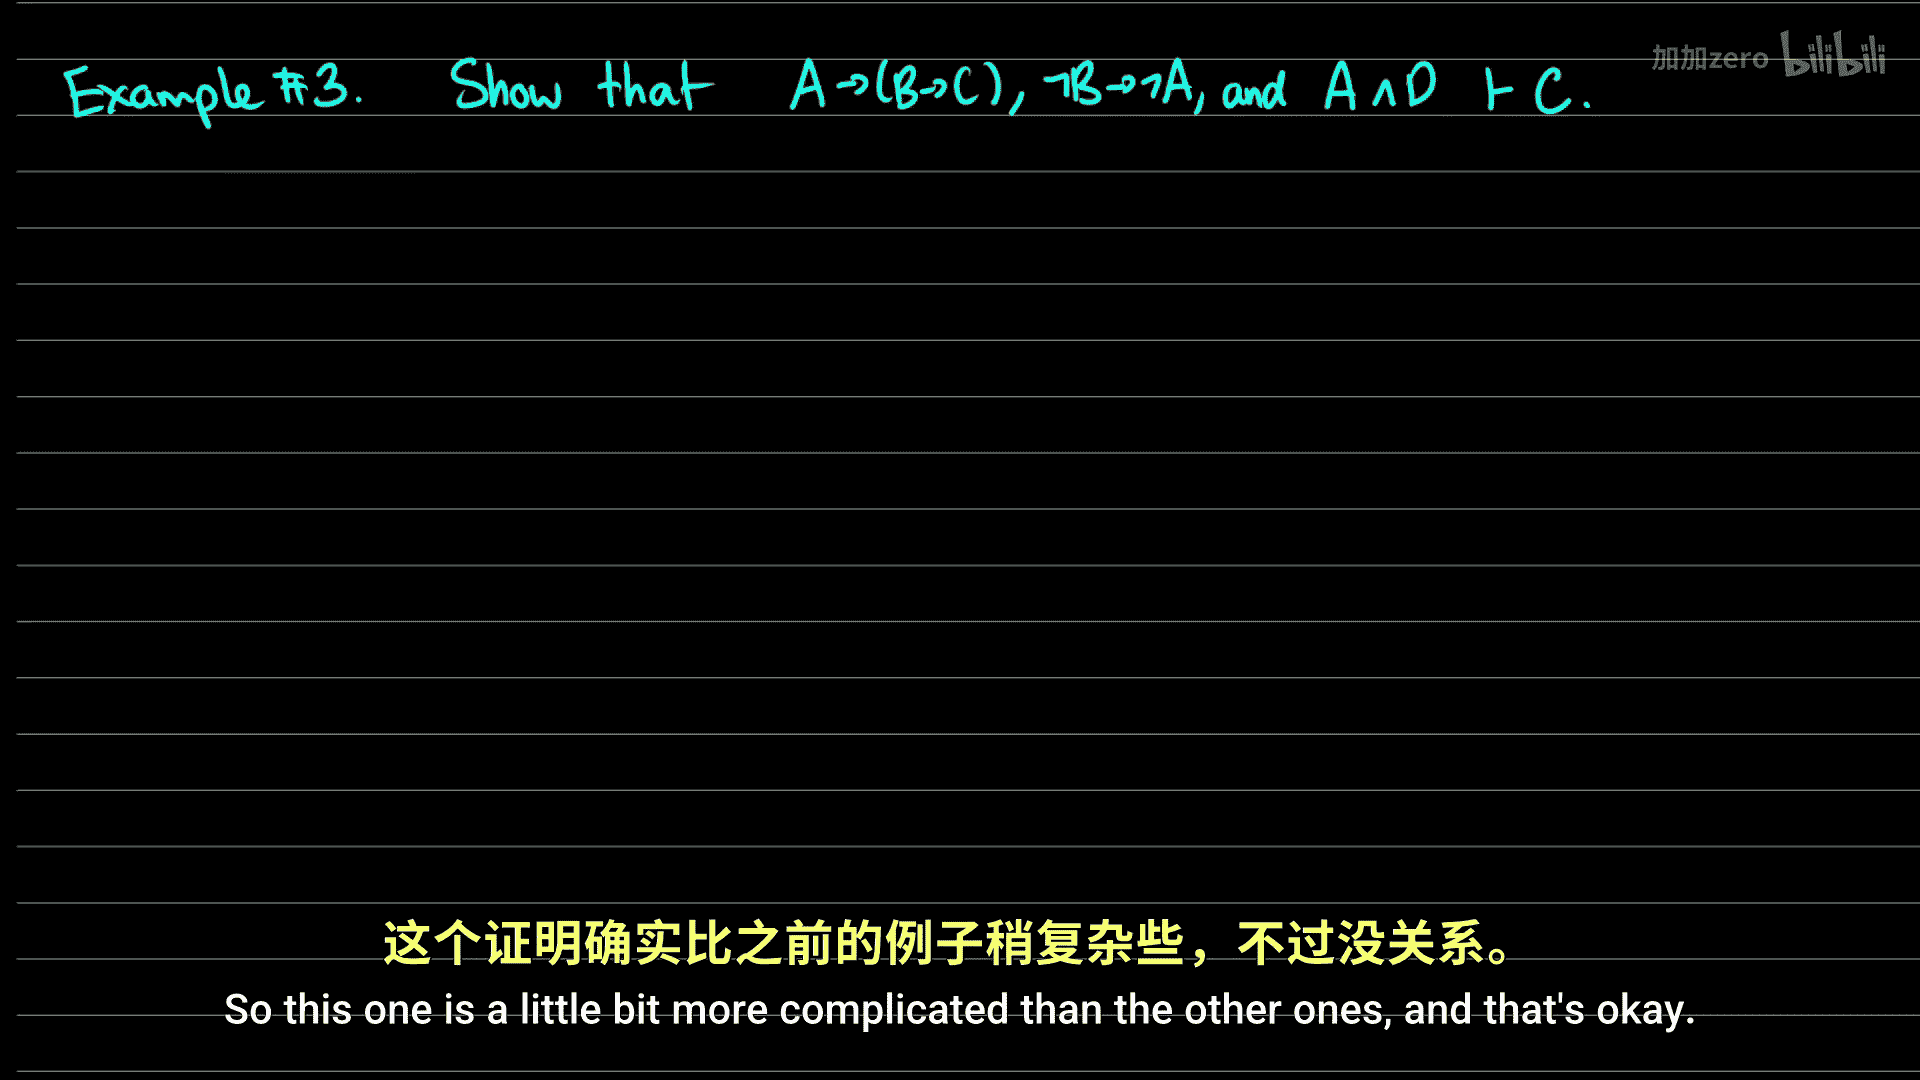 加加zero bilibili
Example #3. Show that A→(B→C), ¬B→¬A, and A∧D ⊢ C.
这个证明确实比之前的例子稍复杂些，不过没关系。
So this one is a little bit more complicated than the other ones, and that's okay.